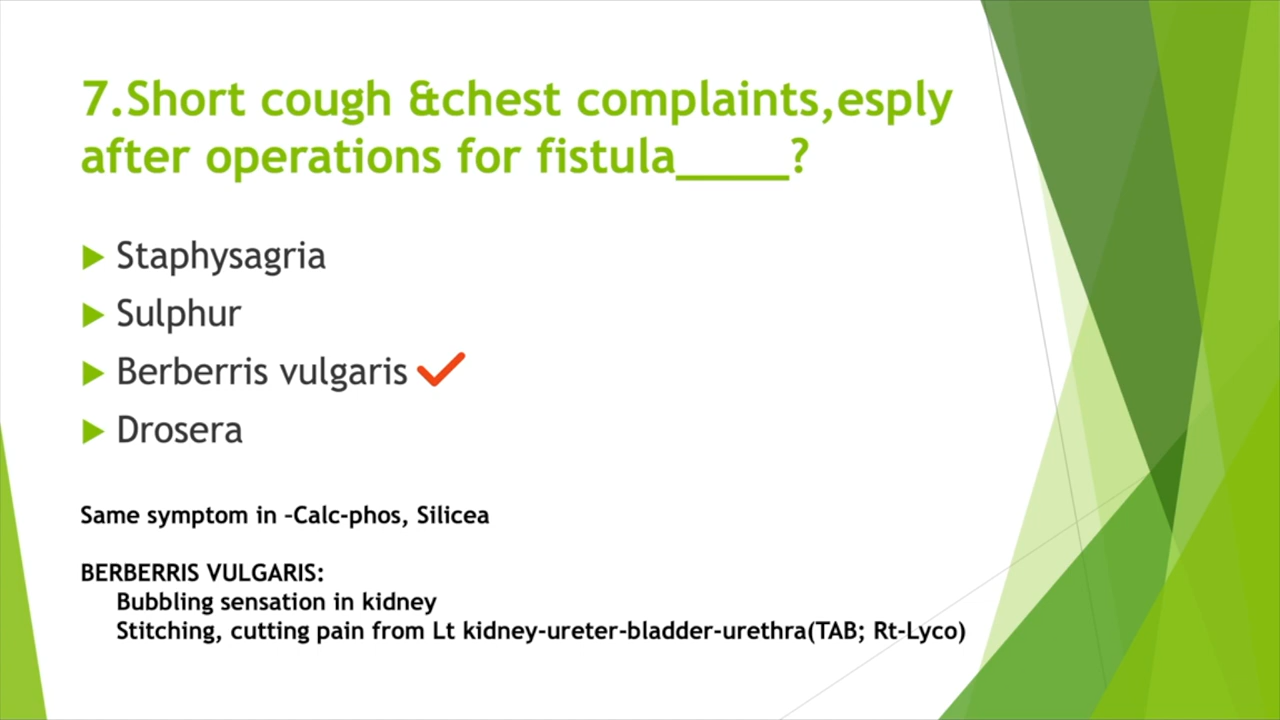 7.Short cough &chest complaints,esply
after operations for fistula____?
Staphysagria
Sulphur
Berberris vulgaris
Drosera
Same symptom in –Calc-phos, Silicea
BERBERRIS VULGARIS:
Bubbling sensation in kidney
Stitching, cutting pain from Lt kidney-ureter-bladder-urethra(TAB; Rt-Lyco)